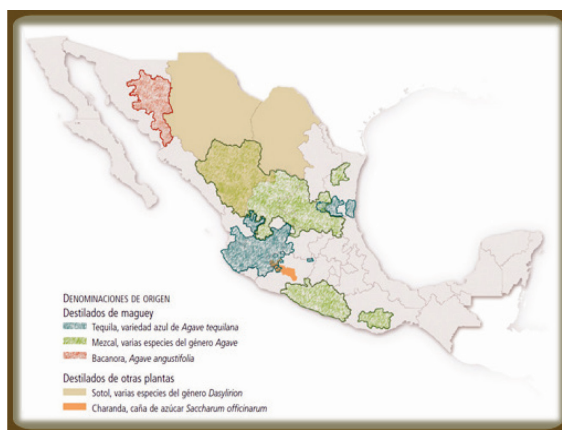 DENOMINACIONES DE ORIGEN
Destilados de maguey
Tequila, variedad azul de Agave tequilana
Mezcal, varias especies del género Agave
Bacanora, Agave angustifolia
Destilados de otras plantas
Sotol, varias especies del género Dasylirion
Charanda, caña de azúcar Saccharum officinarum